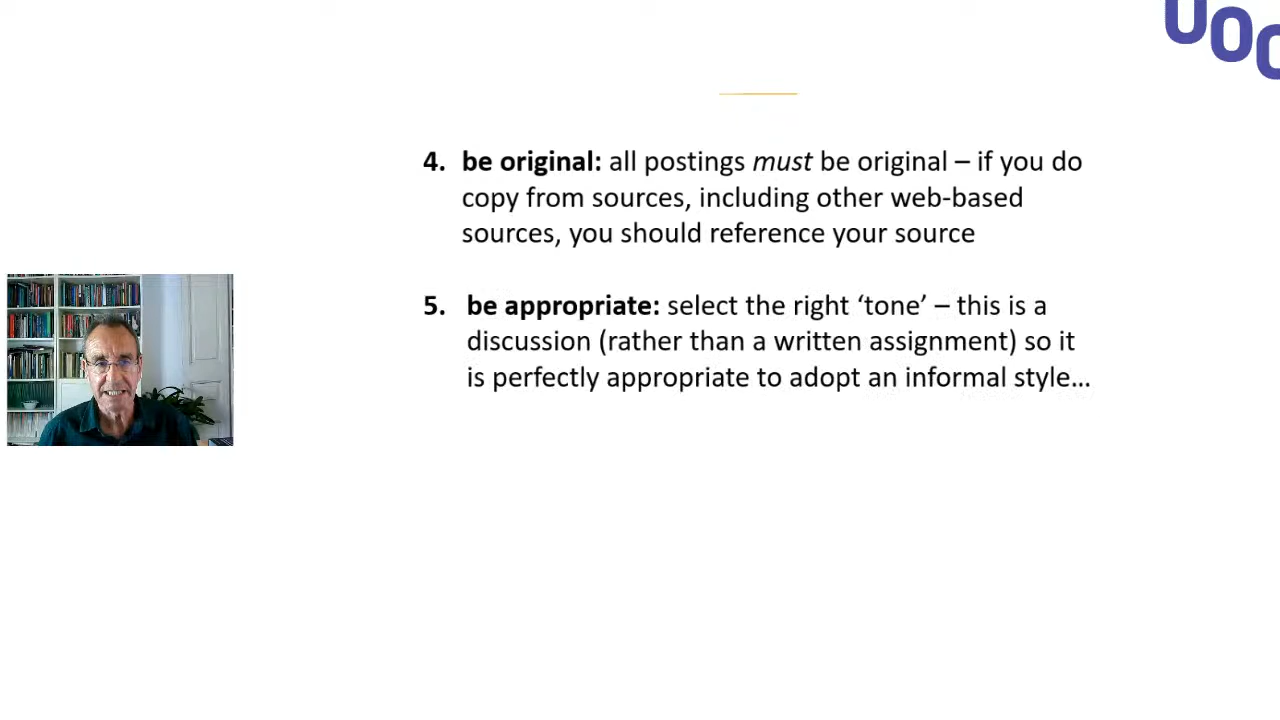 UOC
4. be original: all postings must be original – if you do
copy from sources, including other web-based
sources, you should reference your source
5. be appropriate: select the right ‘tone’ – this is a
discussion (rather than a written assignment) so it
is perfectly appropriate to adopt an informal style…